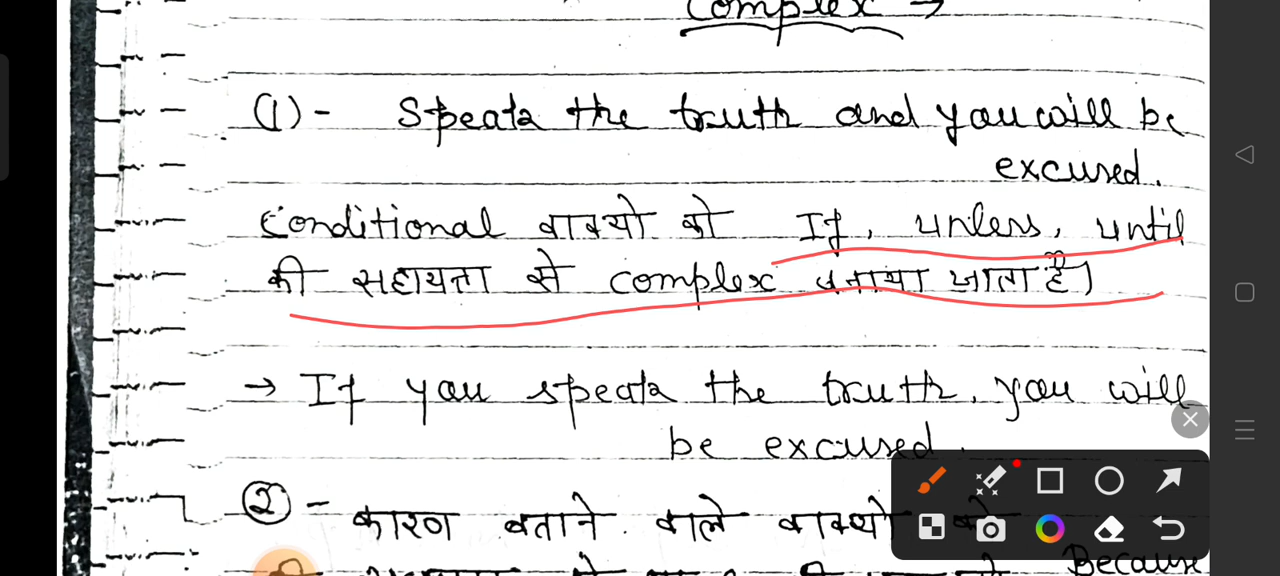 Complex →
(1) - Speak the truth and you will be
excused.
Conditional वाक्यो को If, unless, until
की सहायता से complex बनाया जाता है।
→ If you speak the truth, you will
be excused.
② - कारण बताने वाले वाक्यो को
Because